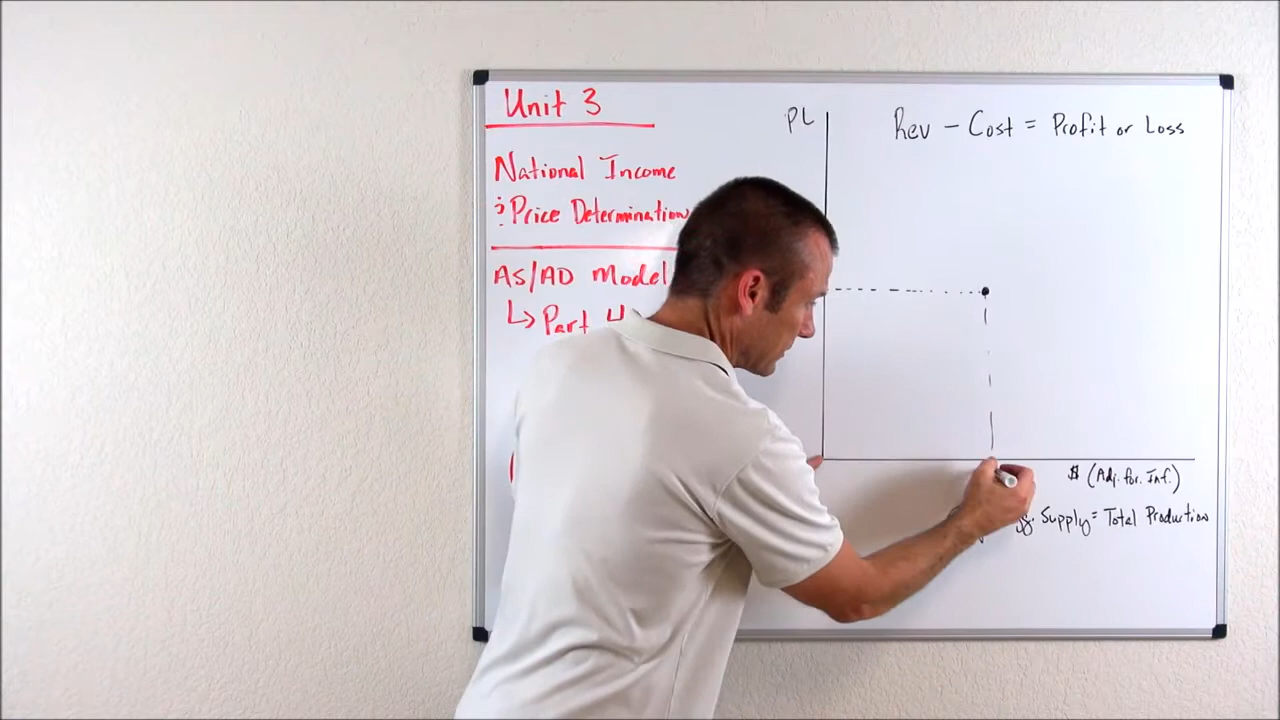 Unit 3
National Income
& Price Determination
AS/AD Model
↳ Part
PL
Rev - Cost = Profit or Loss
$ (Adj. for. Inf.)
Supply = Total Production